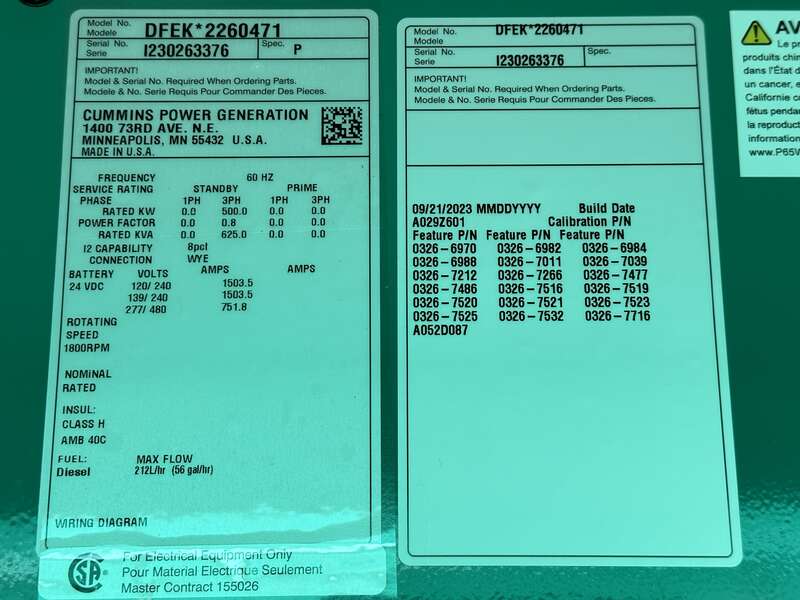 Model No. DFEK*2260471
Modele
Serial No. I230263376 Spec. P
Serie
IMPORTANT!
Model & Serial No. Required When Ordering Parts.
Modele & No. Serie Requis Pour Commander Des Pieces.
CUMMINS POWER GENERATION
1400 73RD AVE. N.E.
MINNEAPOLIS, MN 55432 U.S.A.
MADE IN U.S.A.
FREQUENCY 60 HZ
SERVICE RATING STANDBY PRIME
PHASE 1PH 3PH 1PH 3PH
RATED KW 0.0 500.0 0.0 0.0
POWER FACTOR 0.0 0.8 0.0 0.0
RATED KVA 0.0 625.0 0.0 0.0
I2 CAPABILITY 8pct
CONNECTION WYE
BATTERY VOLTS AMPS AMPS
24 VDC 120/ 240 1503.5
139/ 240 1503.5
277/ 480 751.8
ROTATING
SPEED
1800RPM
NOMINAL
RATED
INSUL:
CLASS H
AMB 40C
FUEL: MAX FLOW
Diesel 212L/hr (56 gal/hr)
WIRING DIAGRAM
For Electrical Equipment Only
Pour Material Electrique Seulement
Master Contract 155026
Model No. DFEK*2260471
Modele
Serial No. I230263376 Spec.
Serie
IMPORTANT!
Model & Serial No. Required When Ordering Parts.
Modele & No. Serie Requis Pour Commander Des Pieces.
09/21/2023 MMDDYYYY Build Date
A029Z601 Calibration P/N
Feature P/N Feature P/N Feature P/N
0326-6970 0326-6982 0326-6984
0326-6988 0326-7011 0326-7039
0326-7212 0326-7266 0326-7477
0326-7486 0326-7516 0326-7519
0326-7520 0326-7521 0326-7523
0326-7525 0326-7532 0326-7716
A052D087
AV
Le pr
produits chim
dans l'État d
un cancer, e
Californie c
fêtus penda
la reproduct
information
www.P65W